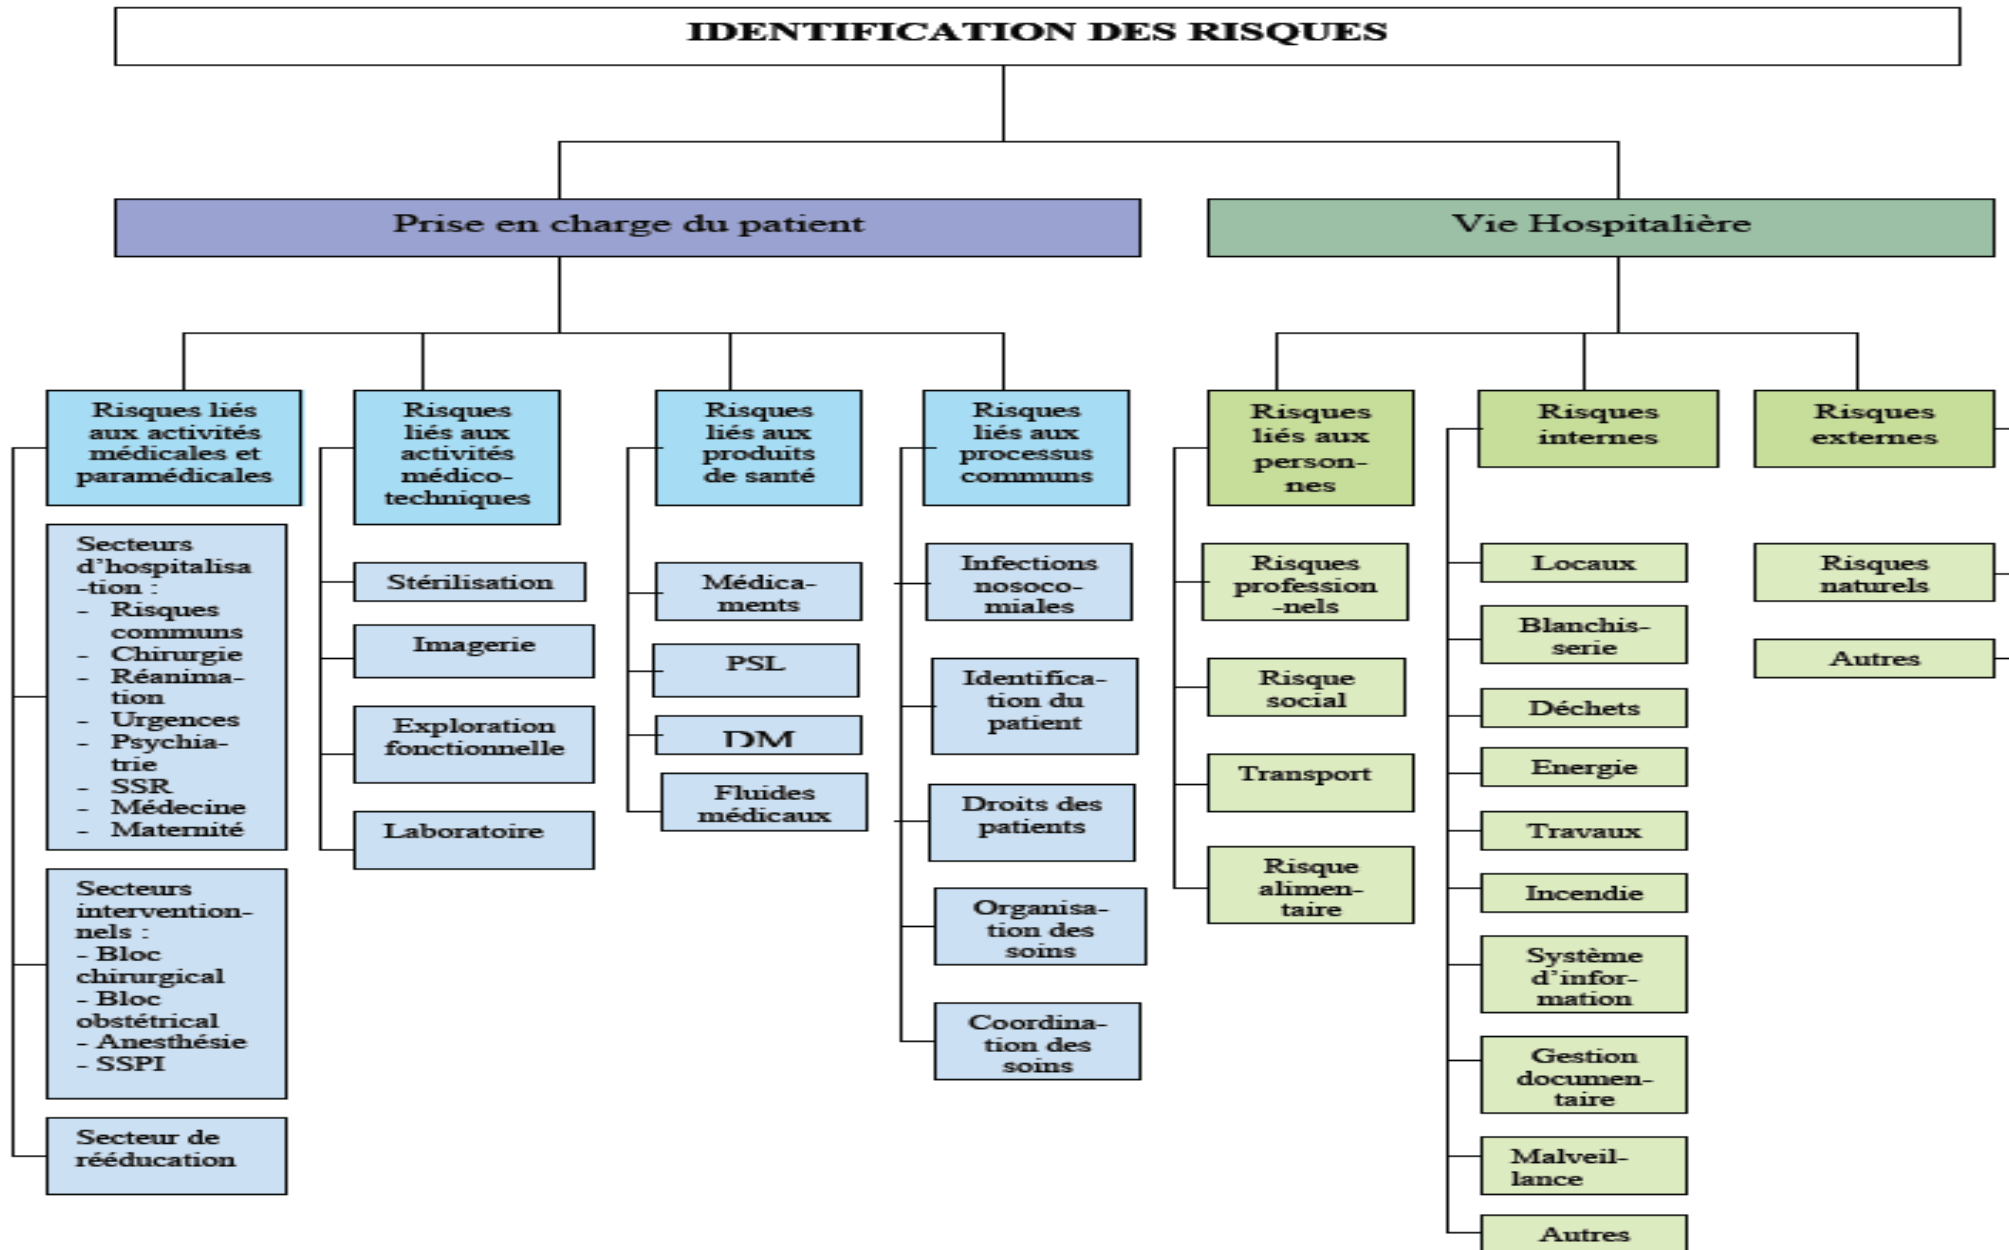 IDENTIFICATION DES RISQUES
Prise en charge du patient
Vie Hospitalière
Risques liés
aux activités
médicales et
paramédicales
Secteurs
d'hospitalisa
-tion :
- Risques
communs
- Chirurgie
- Réanima-
tion
- Urgences
- Psychia-
trie
- SSR
- Médecine
- Maternité
Secteurs
intervention-
nels :
- Bloc
chirurgical
- Bloc
obstétrical
- Anesthésie
- SSPI
Secteur de
rééducation
Risques
liés aux
activités
médico-
techniques
Stérilisation
Imagerie
Exploration
fonctionnelle
Laboratoire
Risques
liés aux
produits
de santé
Médica-
ments
PSL
DM
Fluides
médicaux
Risques
liés aux
processus
communs
Infections
nosoco-
miales
Identifica-
tion du
patient
Droits des
patients
Organisa-
tion des
soins
Coordina-
tion des
soins
Risques
liés aux
person-
nes
Risques
profession
-nels
Risque
social
Transport
Risque
alimen-
taire
Risques
internes
Locaux
Blanchis-
serie
Déchets
Energie
Travaux
Incendie
Système
d'infor-
mation
Gestion
documen-
taire
Malveil-
lance
Autres
Risques
externes
Risques
naturels
Autres